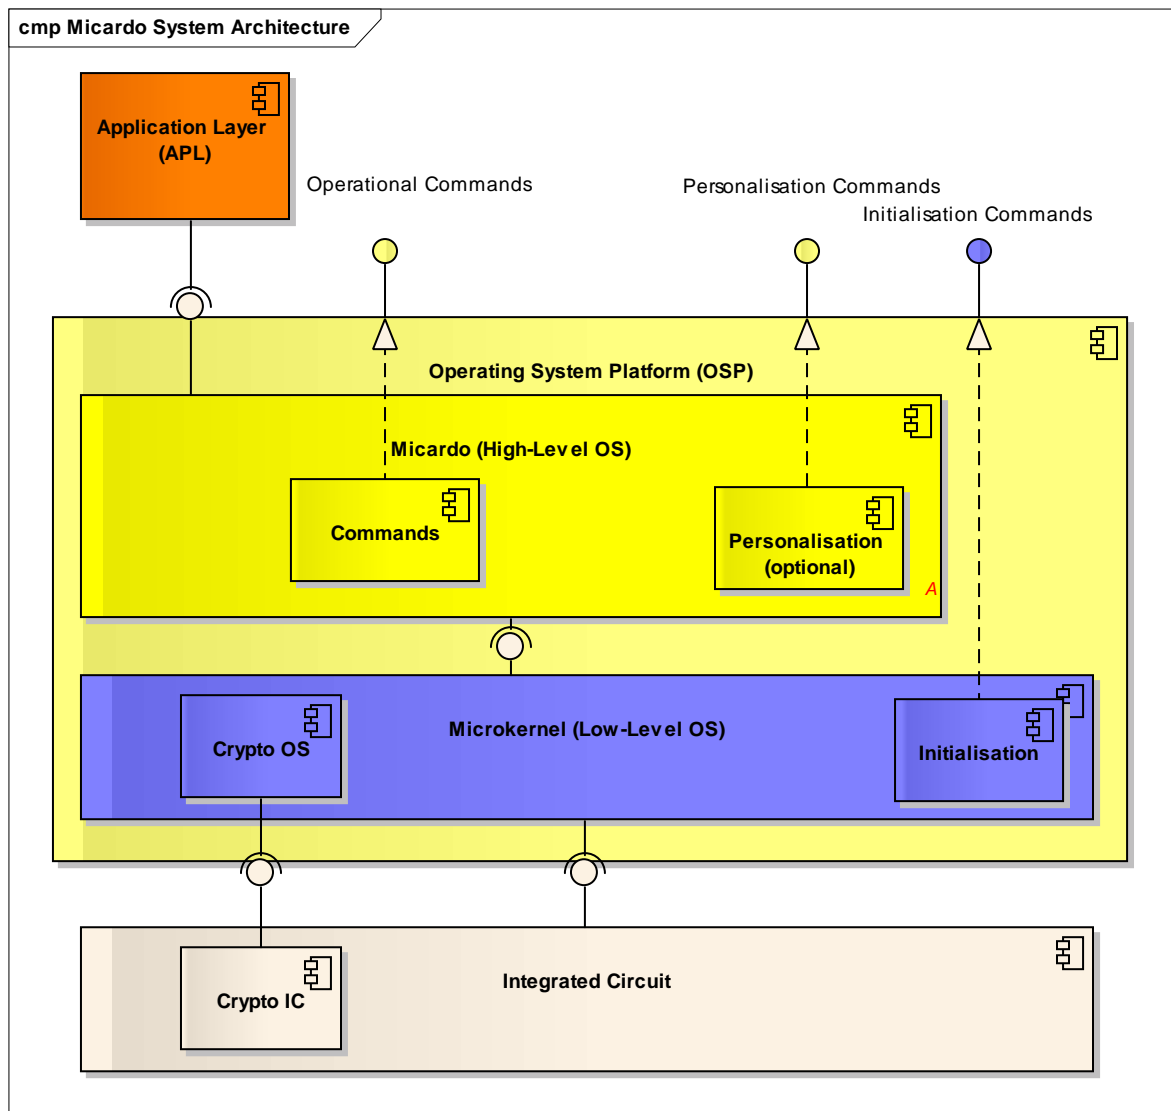 cmp Micardo System Architecture
Application Layer
(APL)
Operational Commands
Personalisation Commands
Initialisation Commands
Operating System Platform (OSP)
Micardo (High-Level OS)
Commands
Personalisation
(optional)
A
Crypto OS
Microkernel (Low-Level OS)
Initialisation
Integrated Circuit
Crypto IC